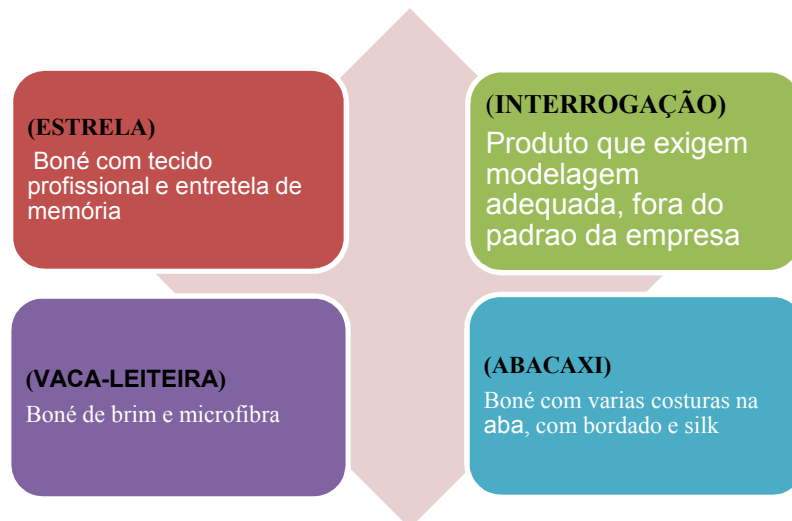 (ESTRELA)
Boné com tecido
profissional e entretela de
memória
(INTERROGAÇÃO)
Produto que exigem
modelagem
adequada, fora do
padrao da empresa
(VACA-LEITEIRA)
Boné de brim e microfibra
(ABACAXI)
Boné com varias costuras na
aba, com bordado e silk